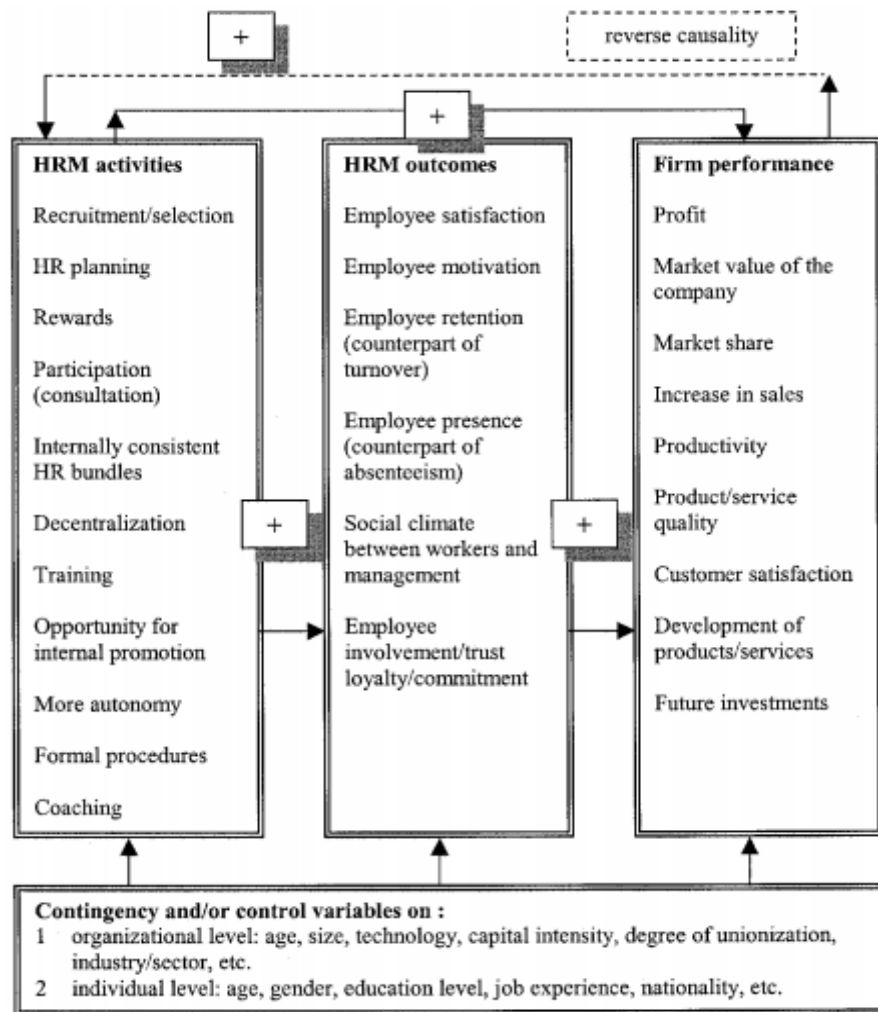 +
reverse causality
+
HRM activities
Recruitment/selection
HR planning
Rewards
Participation
(consultation)
Internally consistent
HR bundles
Decentralization
Training
Opportunity for
internal promotion
More autonomy
Formal procedures
Coaching
+
HRM outcomes
Employee satisfaction
Employee motivation
Employee retention
(counterpart of
turnover)
Employee presence
(counterpart of
absenteeism)
Social climate
between workers and
management
Employee
involvement/trust
loyalty/commitment
+
Firm performance
Profit
Market value of the
company
Market share
Increase in sales
Productivity
Product/service
quality
Customer satisfaction
Development of
products/services
Future investments
Contingency and/or control variables on :
1 organizational level: age, size, technology, capital intensity, degree of unionization,
industry/sector, etc.
2 individual level: age, gender, education level, job experience, nationality, etc.